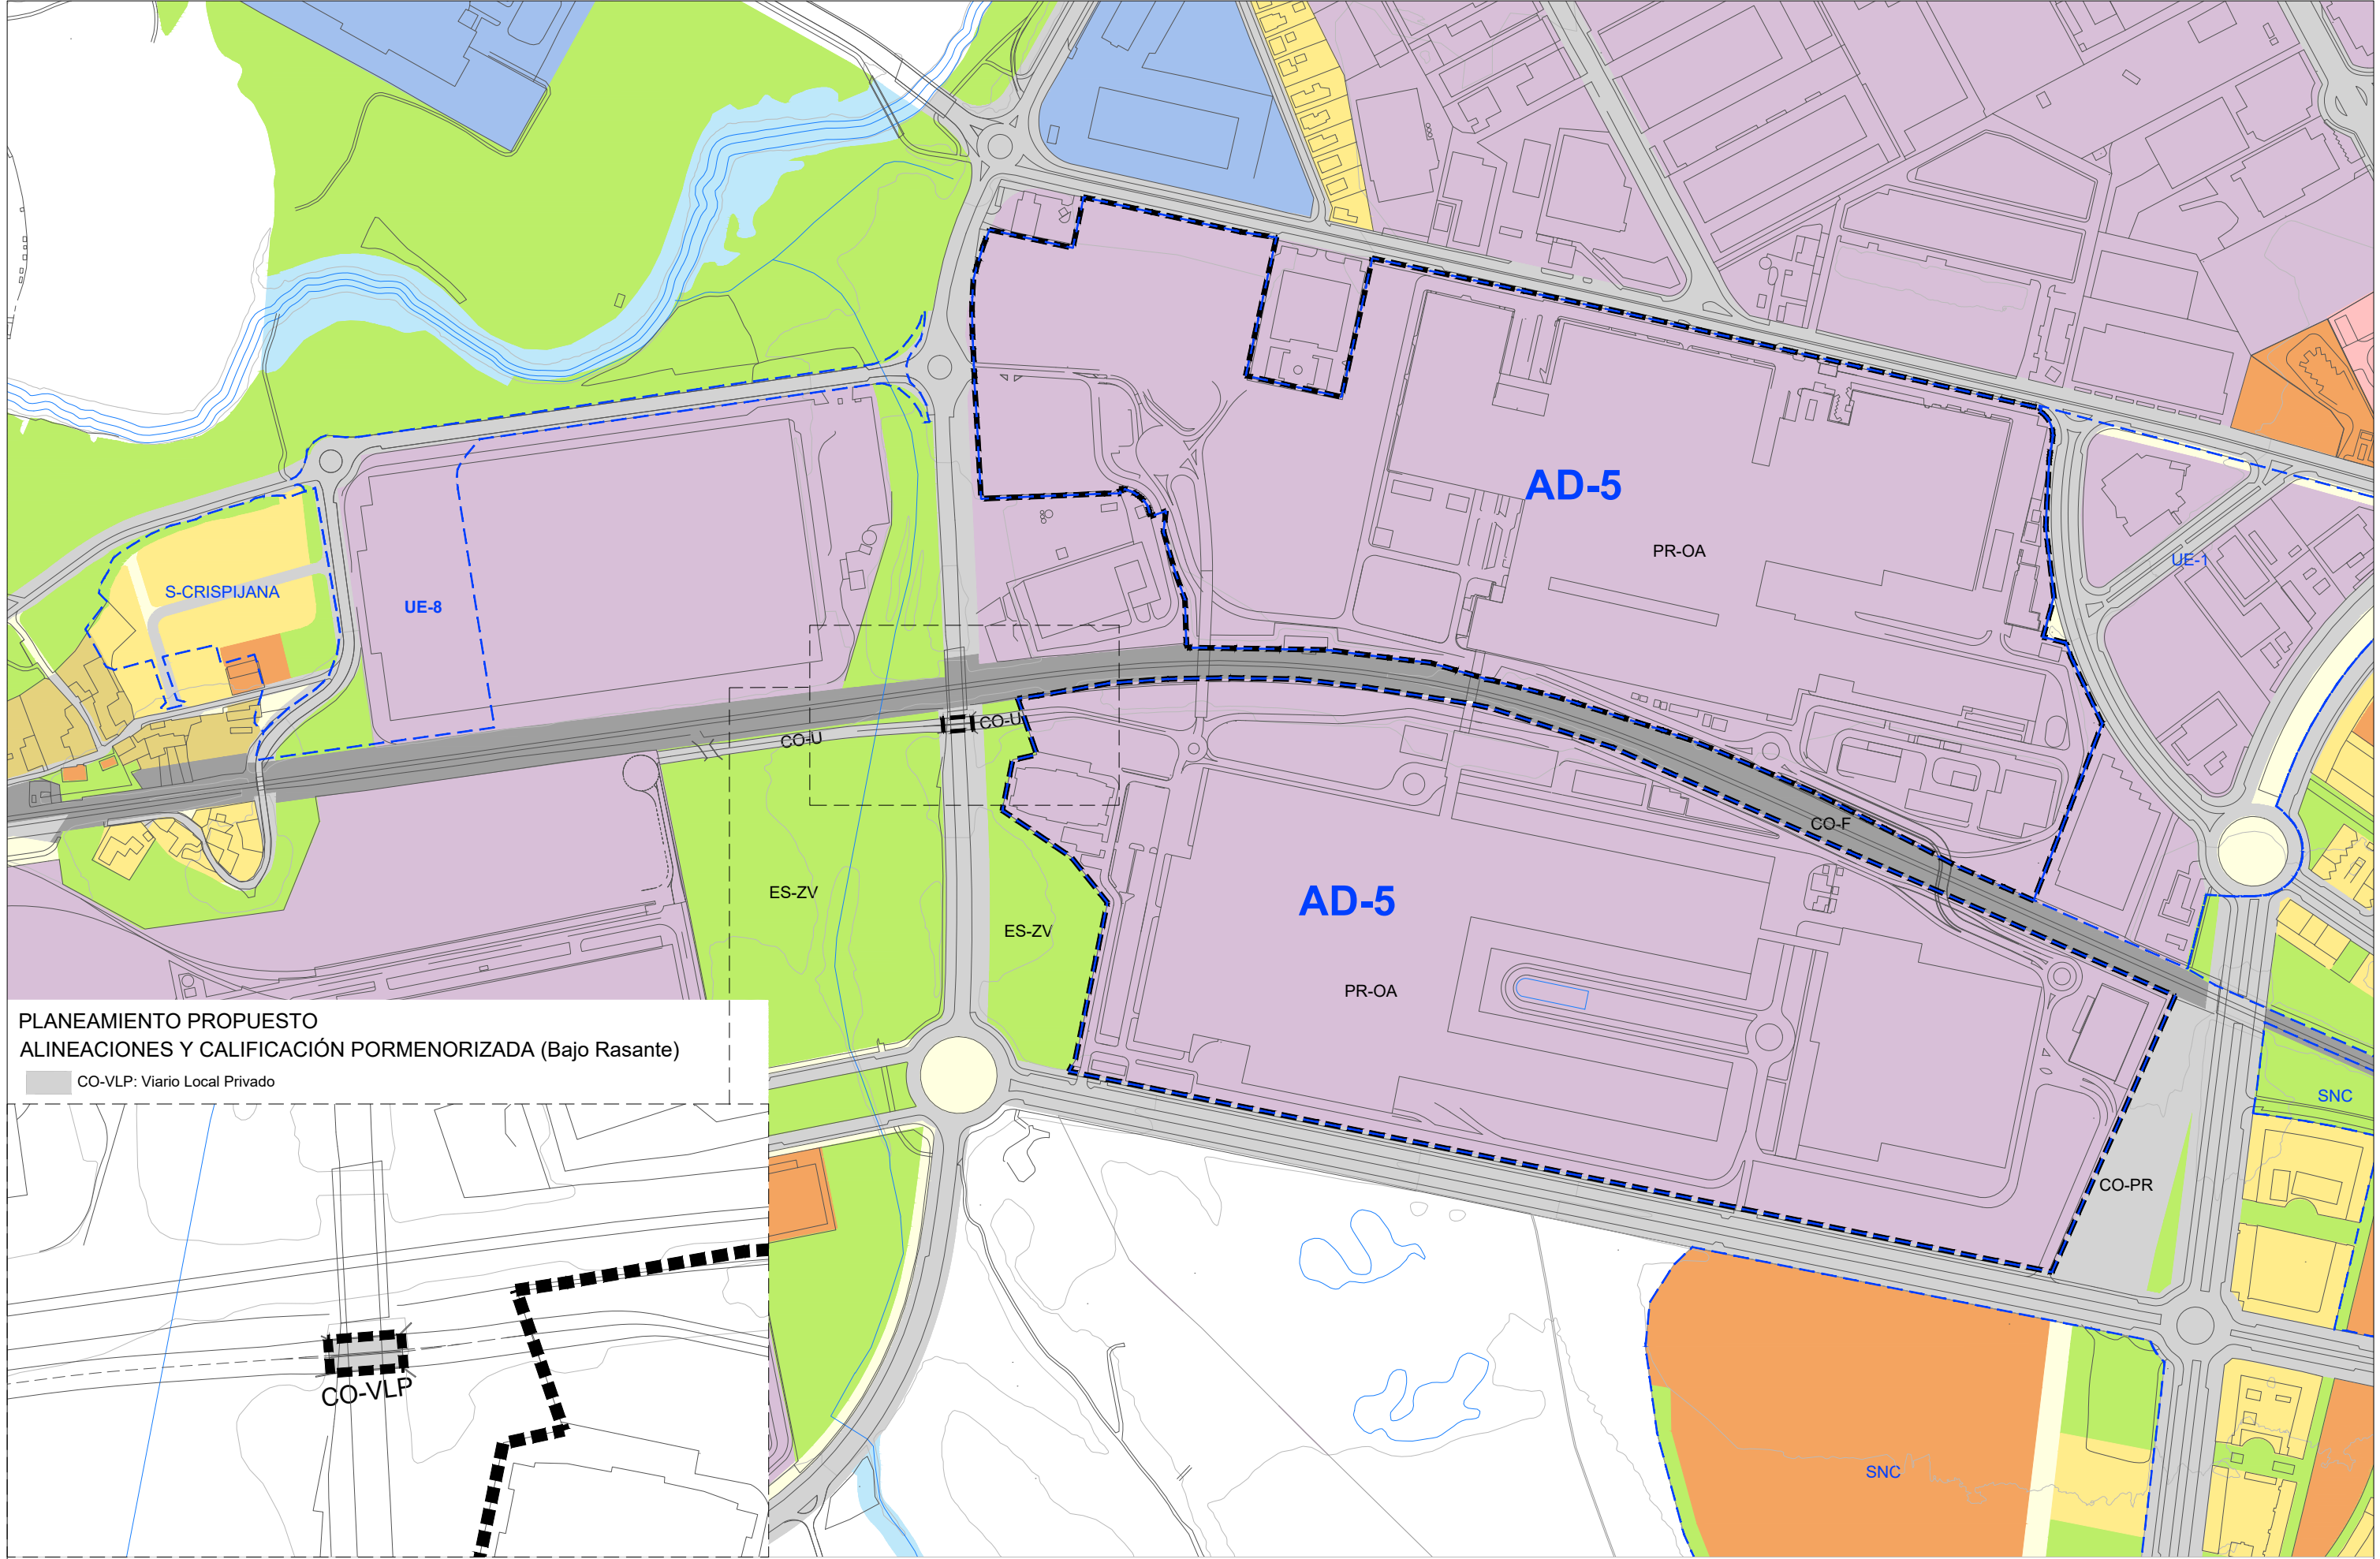 AD-5
PR-OA
UE-1
S-CRISPIJANA
UE-8
CO-U
CO-U
CO-F
ES-ZV
AD-5
ES-ZV
PR-OA
PLANEAMIENTO PROPUESTO
ALINEACIONES Y CALIFICACIÓN PORMENORIZADA (Bajo Rasante)
CO-VLP: Viario Local Privado
SNC
CO-PR
CO-VLP
SNC